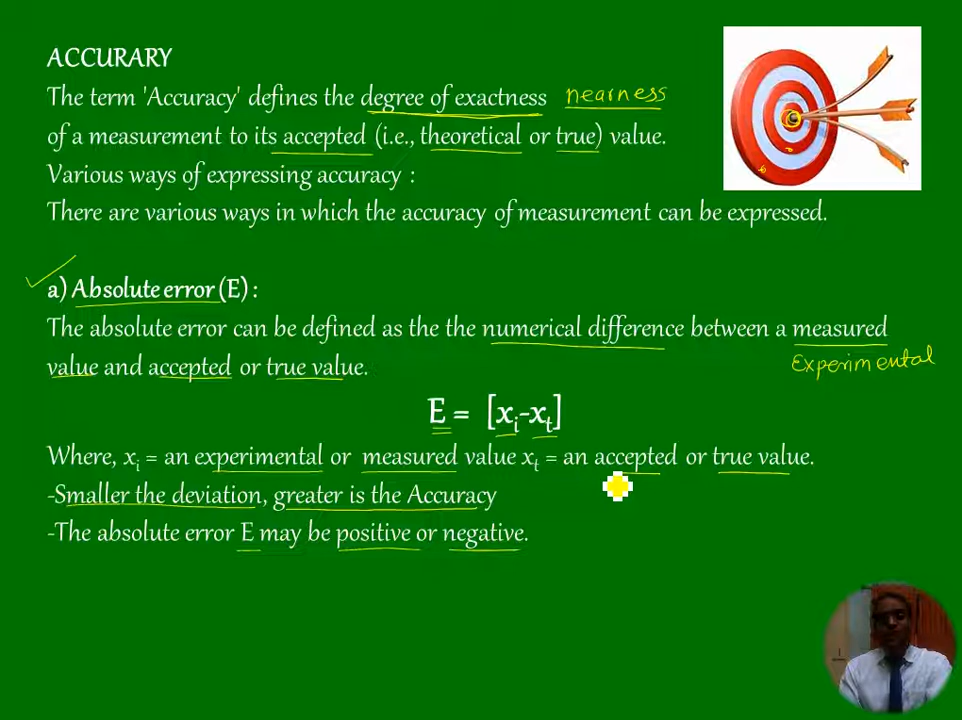 ACCURARY
The term 'Accuracy' defines the degree of exactness nearness
of a measurement to its accepted (i.e., theoretical or true) value.
Various ways of expressing accuracy :
There are various ways in which the accuracy of measurement can be expressed.
a) Absolute error (E) :
The absolute error can be defined as the the numerical difference between a measured
value and accepted or true value.
Experimental
E = [xᵢ-xₜ]
Where, xᵢ = an experimental or measured value xₜ = an accepted or true value.
-Smaller the deviation, greater is the Accuracy
-The absolute error E may be positive or negative.